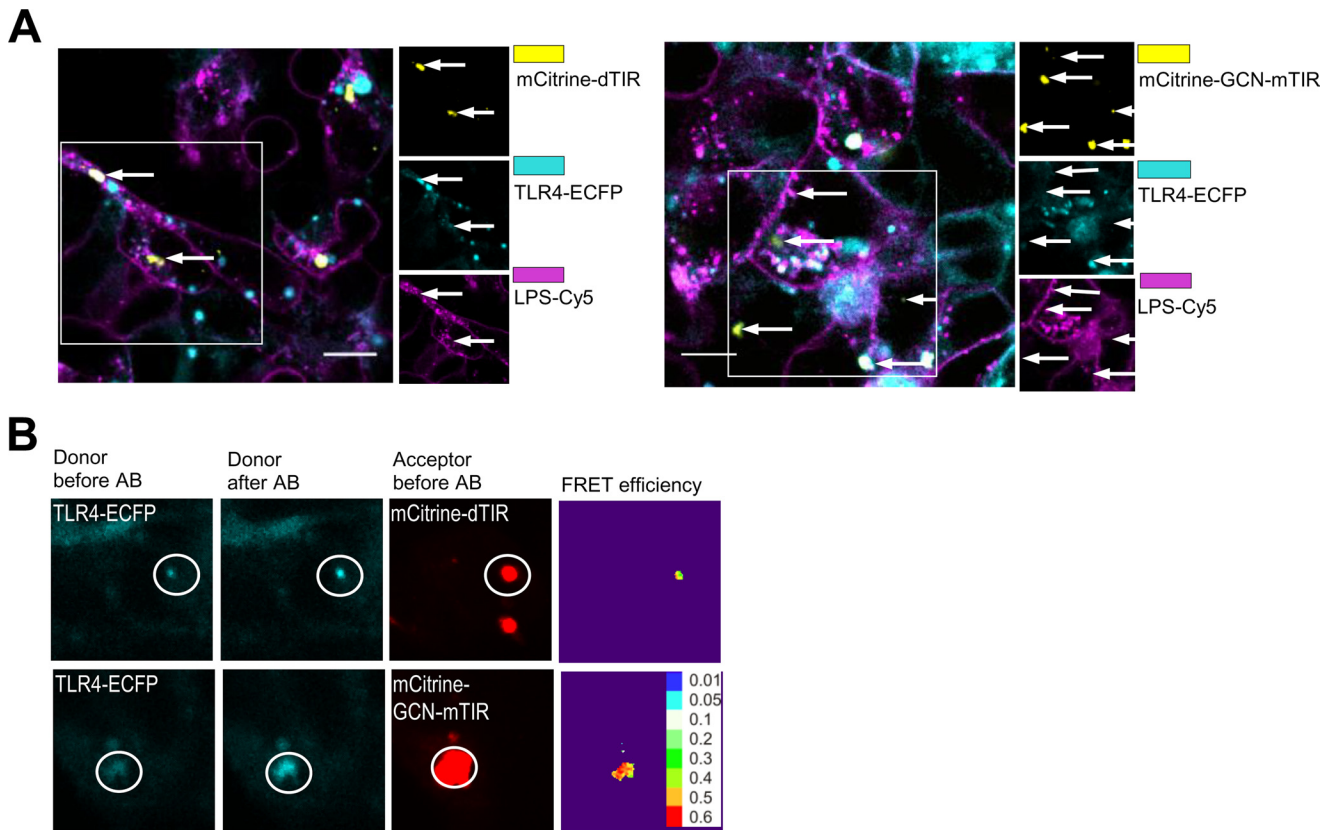 A
mCitrine-dTIR
TLR4-ECFP
LPS-Cy5
mCitrine-GCN-mTIR
TLR4-ECFP
LPS-Cy5
B
Donor
before AB
Donor
after AB
Acceptor
before AB
FRET efficiency
TLR4-ECFP
mCitrine-dTIR
TLR4-ECFP
mCitrine-
GCN-mTIR
0.01
0.05
0.1
0.2
0.3
0.4
0.5
0.6